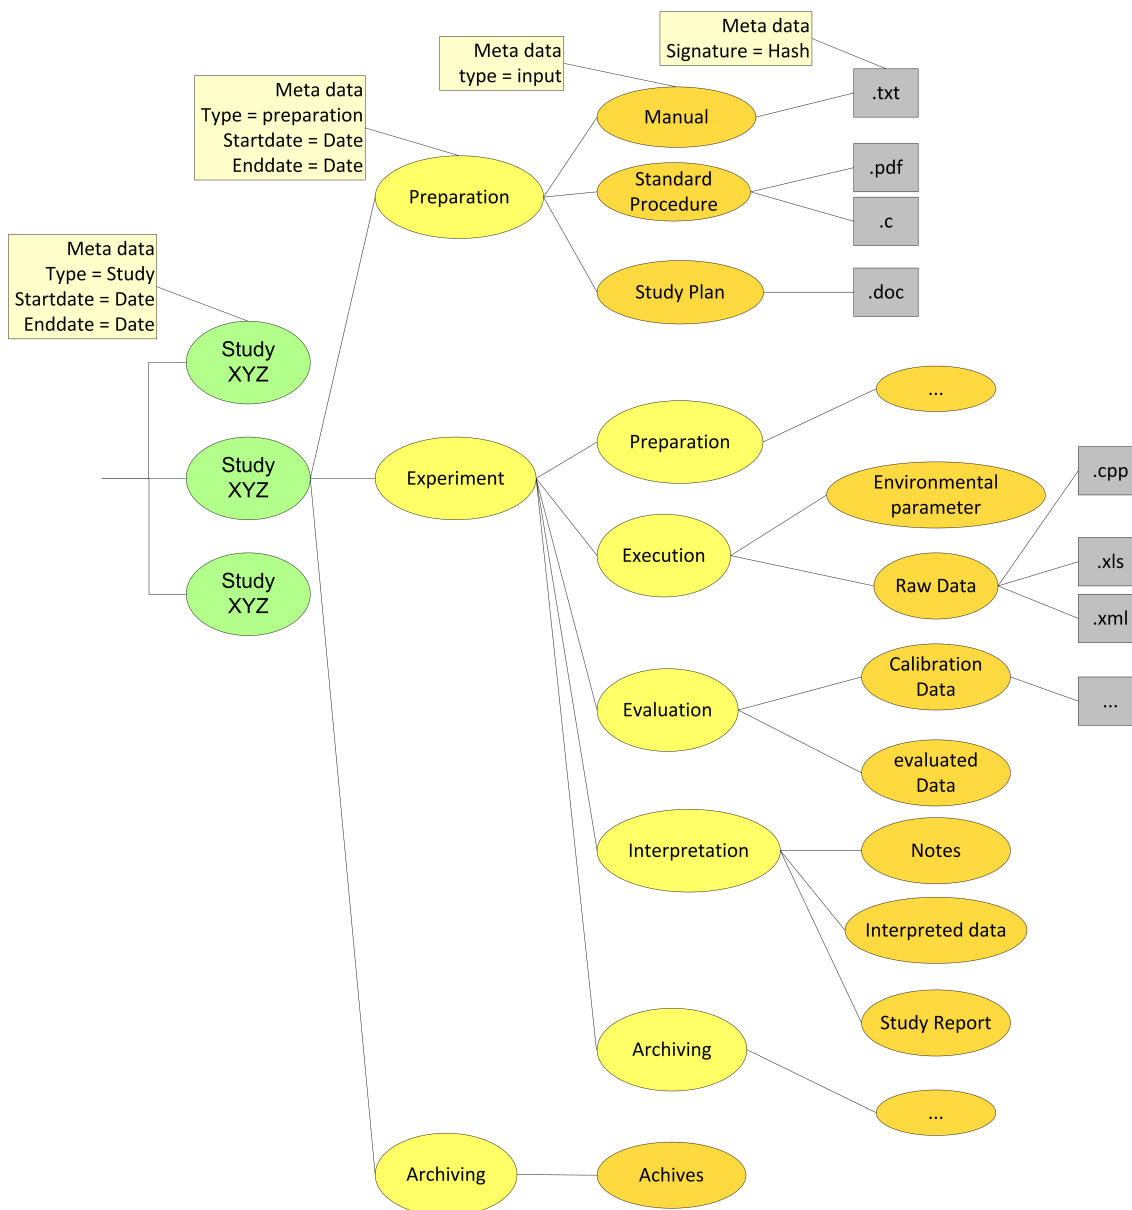 Meta data
Signature = Hash
Meta data
type = input
Meta data
Type = preparation
Startdate = Date
Enddate = Date
Meta data
Type = Study
Startdate = Date
Enddate = Date
Study
XYZ
Study
XYZ
Study
XYZ
Preparation
Manual
.txt
Standard
Procedure
.pdf
.c
Study Plan
.doc
Experiment
Preparation
...
Execution
Environmental
parameter
Raw Data
.cpp
.xls
.xml
Evaluation
Calibration
Data
...
evaluated
Data
Interpretation
Notes
Interpreted data
Study Report
Archiving
...
Archiving
Achives